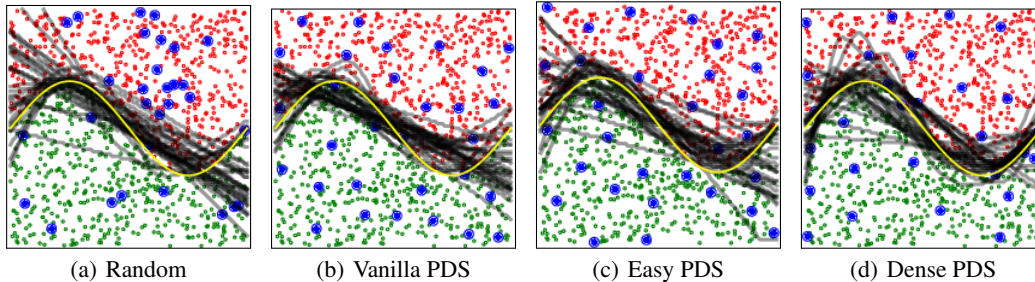 (a) Random
(b) Vanilla PDS
(c) Easy PDS
(d) Dense PDS